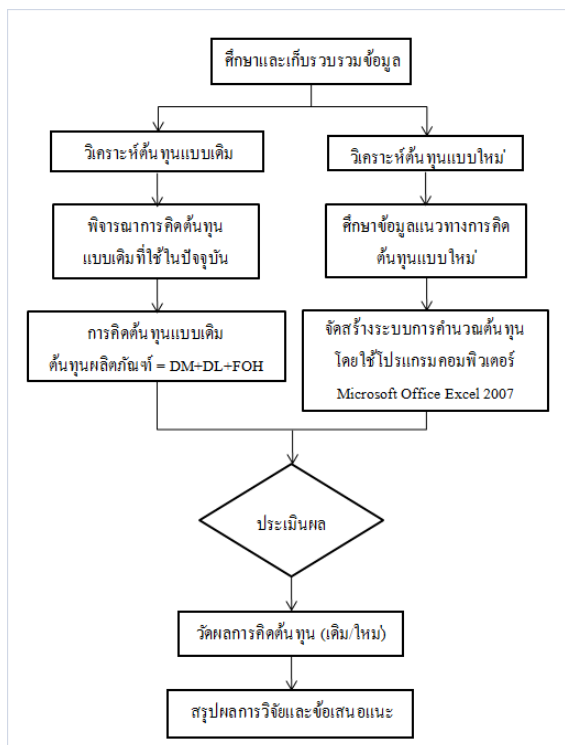 ศึกษาและเก็บรวบรวมข้อมูล
วิเคราะห์ต้นทุนแบบเดิม
วิเคราะห์ต้นทุนแบบใหม่
พิจารณาการคิดต้นทุน
แบบเดิมที่ใช้ในปัจจุบัน
ศึกษาข้อมูลแนวทางการคิด
ต้นทุนแบบใหม่
การคิดต้นทุนแบบเดิม
ต้นทุนผลิตภัณฑ์ = DM+DL+FOH
จัดสร้างระบบการคำนวณต้นทุน
โดยใช้โปรแกรมคอมพิวเตอร์
Microsoft Office Excel 2007
ประเมินผล
วัดผลการคิดต้นทุน (เดิม/ใหม่)
สรุปผลการวิจัยและข้อเสนอแนะ